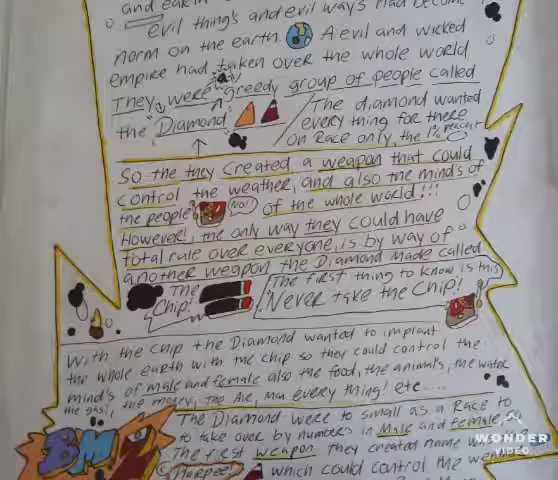 and eat in
evil things and evil ways had become
norm on the earth. A evil and wicked
empire had taken over the whole world
They were a greedy group of people called
the "Diamond" The diamond wanted
every thing for there
on Race only, the 1% percent
So the they created a weapon that could
control the weather, and also the minds of
the people No! of the whole world!!!
However!, the only way they could have
total rule over everyone, is by way of
another weapon the Diamond made called
The Chip! The first thing to know is this
Never take the Chip!
With the chip the Diamond wanted to implant
the whole earth with the chip so they could control the
mind's of male and female also the food, the animals, the water
the gas!, the money, the Air, man every thing! etc....
The Diamond were to small as a Race to
to take over by numbers in Male and female, so
BM
The first weapon they created name was
"Harpee!" which could control the wea
WONDER
VIDEO